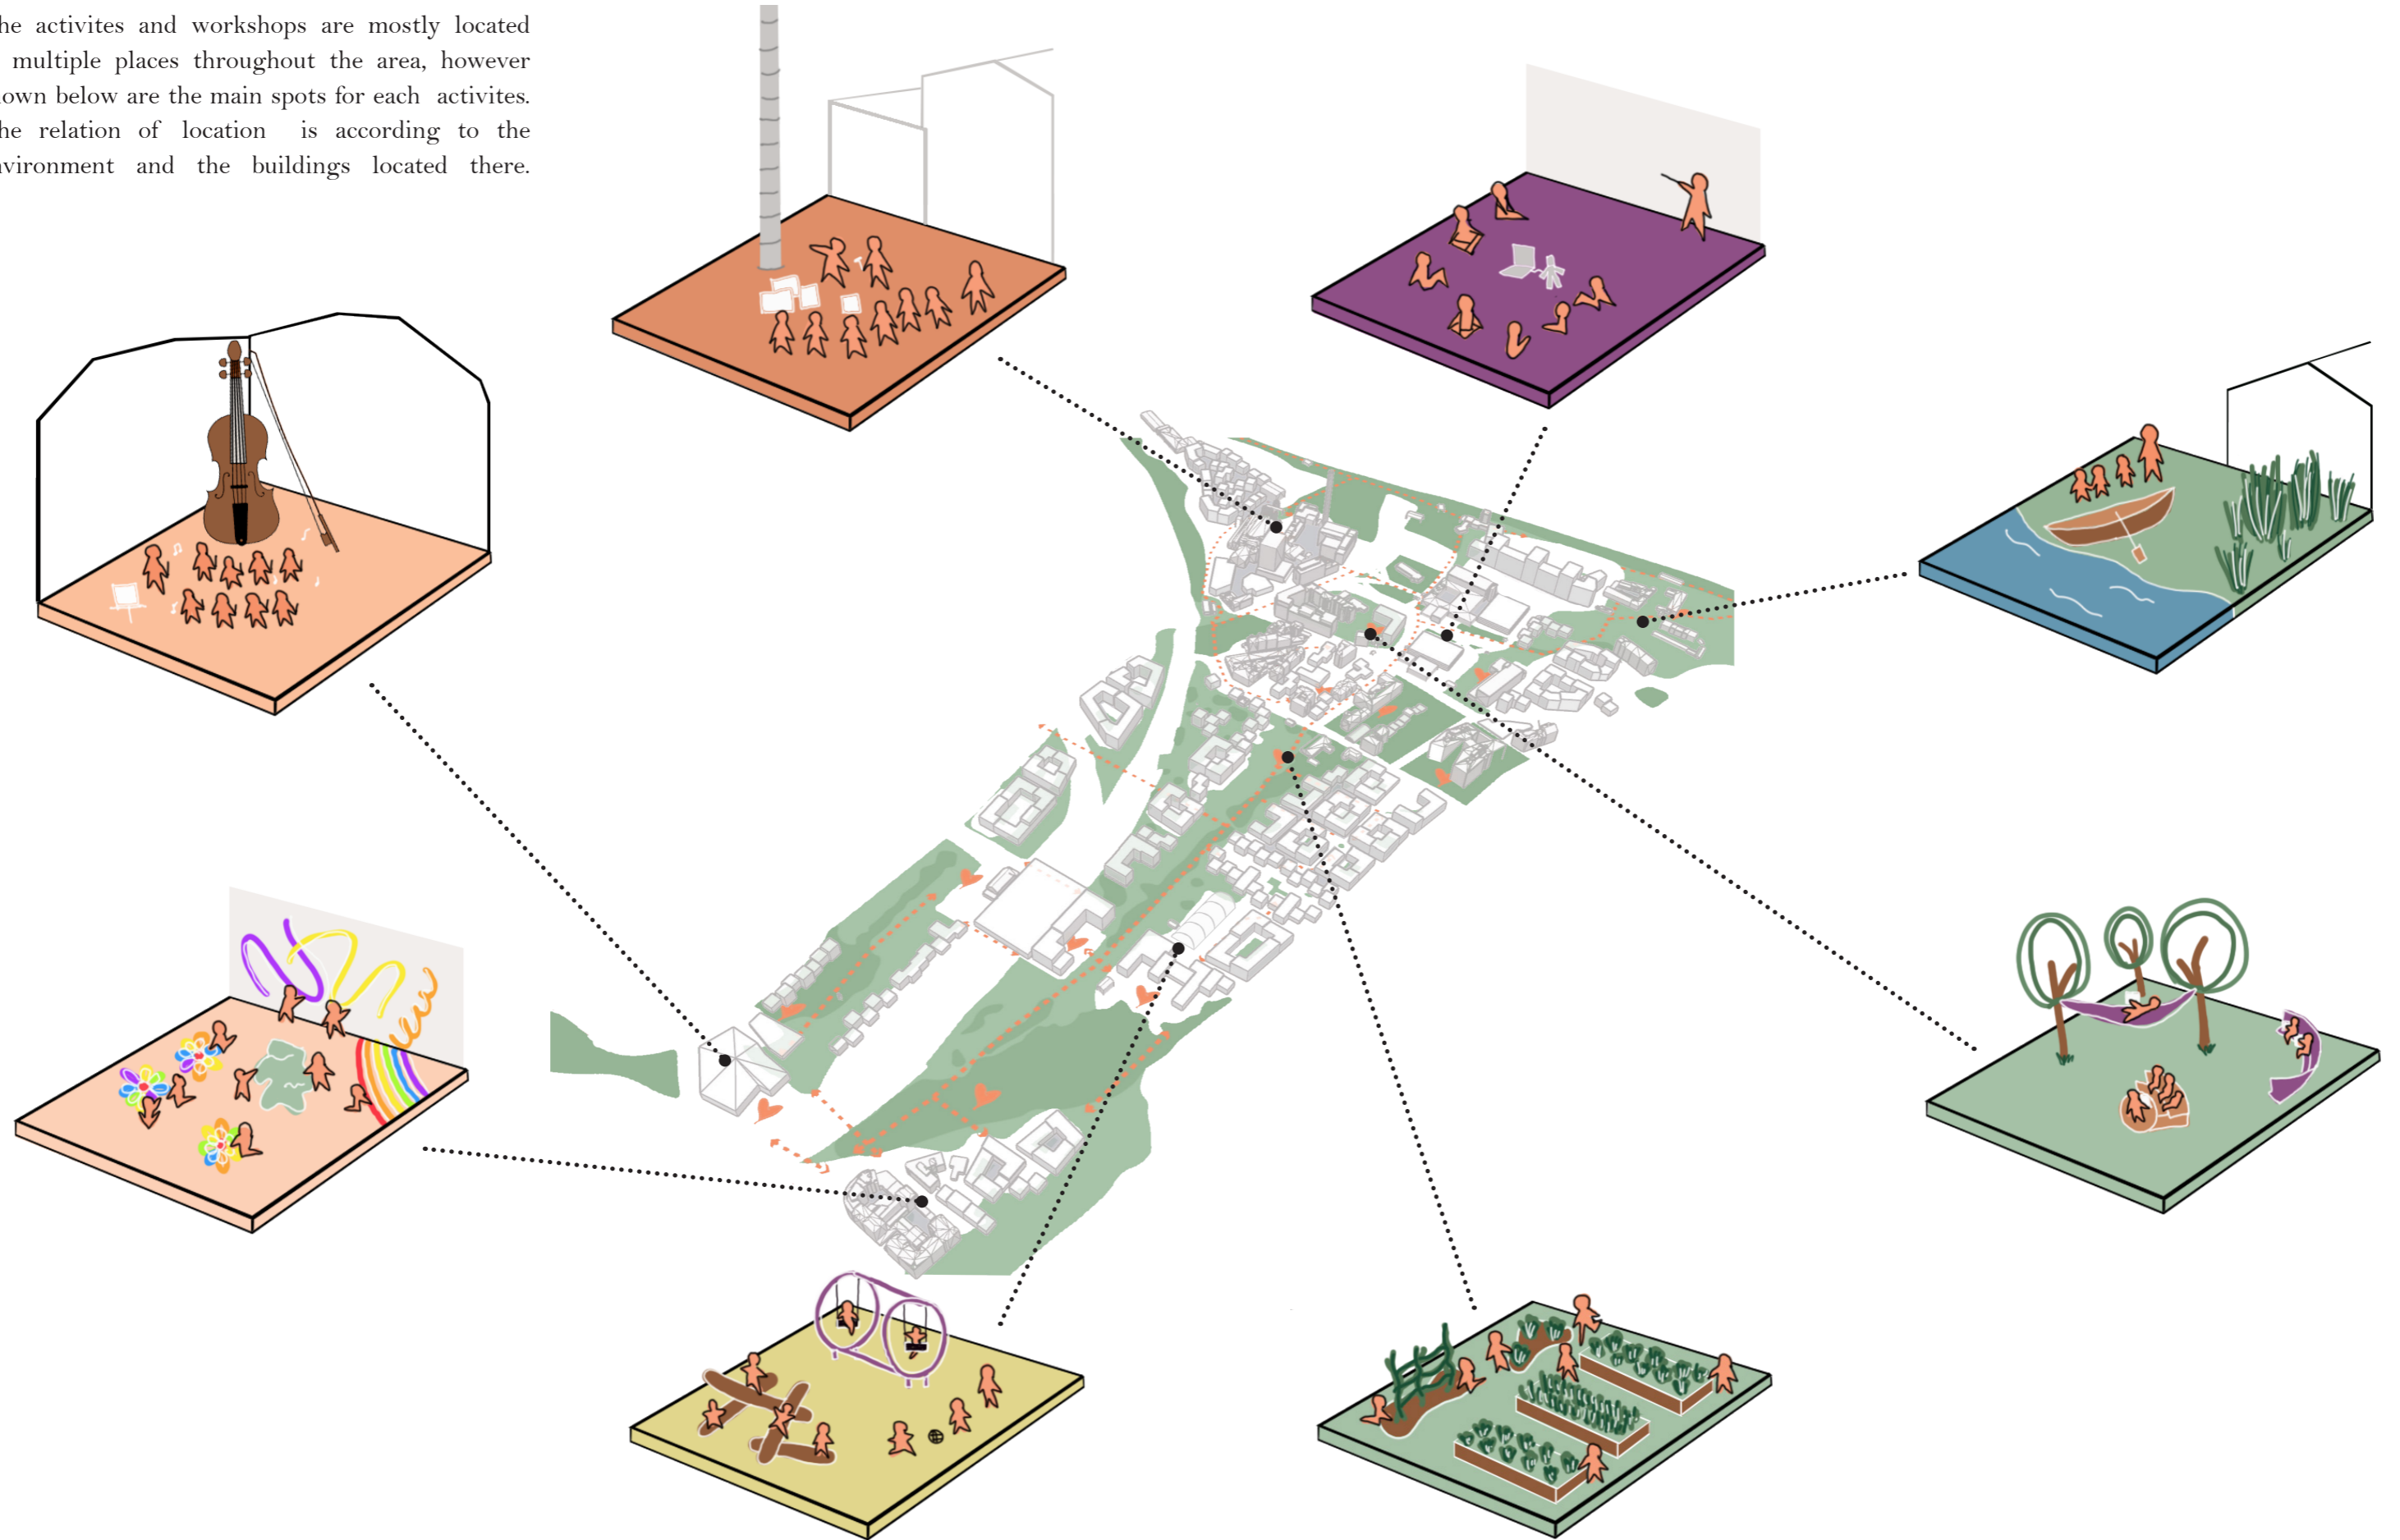 he activites and workshops are mostly located
multiple places throughout the area, however
own below are the main spots for each activites.
he relation of location is according to the
vironment and the buildings located there.